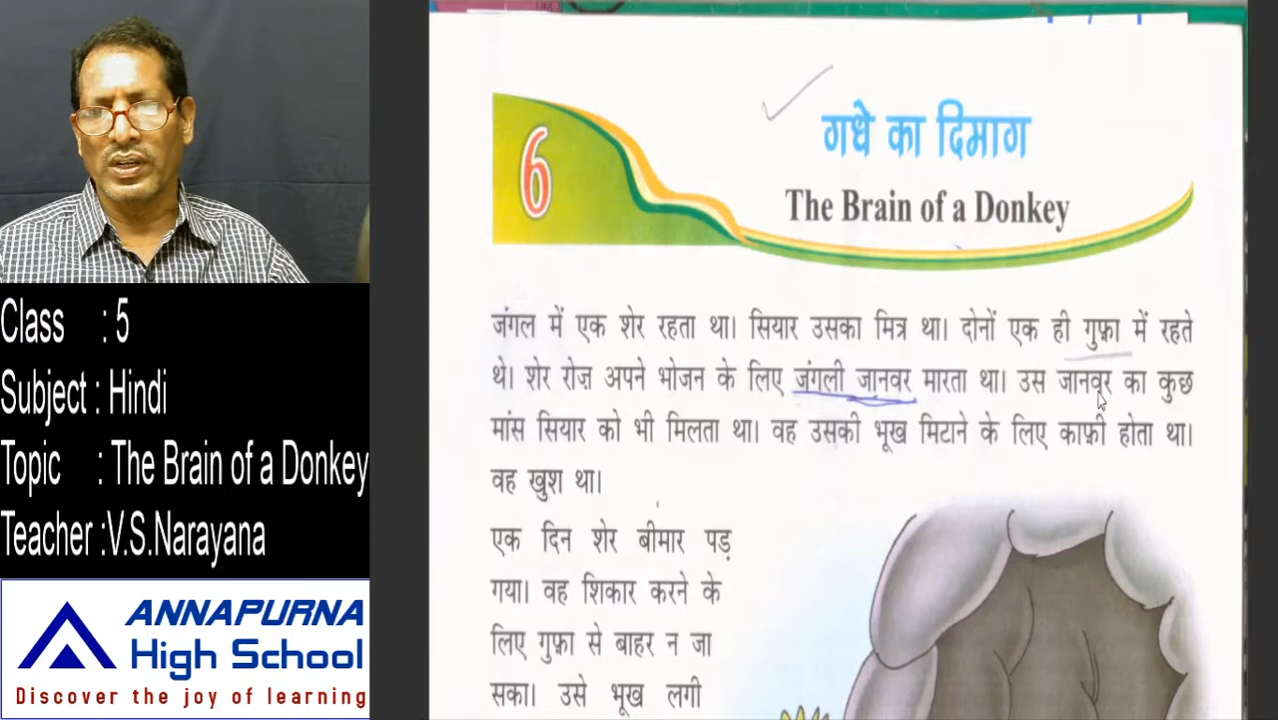 6
गधे का दिमाग
The Brain of a Donkey
जंगल में एक शेर रहता था। सियार उसका मित्र था। दोनों एक ही गुफ़ा में रहते
थे। शेर रोज़ अपने भोजन के लिए जंगली जानवर मारता था। उस जानवर का कुछ
मांस सियार को भी मिलता था। वह उसकी भूख मिटाने के लिए काफ़ी होता था।
वह खुश था।
एक दिन शेर बीमार पड़
गया। वह शिकार करने के
लिए गुफ़ा से बाहर न जा
सका। उसे भूख लगी
Class : 5
Subject : Hindi
Topic : The Brain of a Donkey
Teacher :V.S.Narayana
ANNAPURNA
High School
Discover the joy of learning